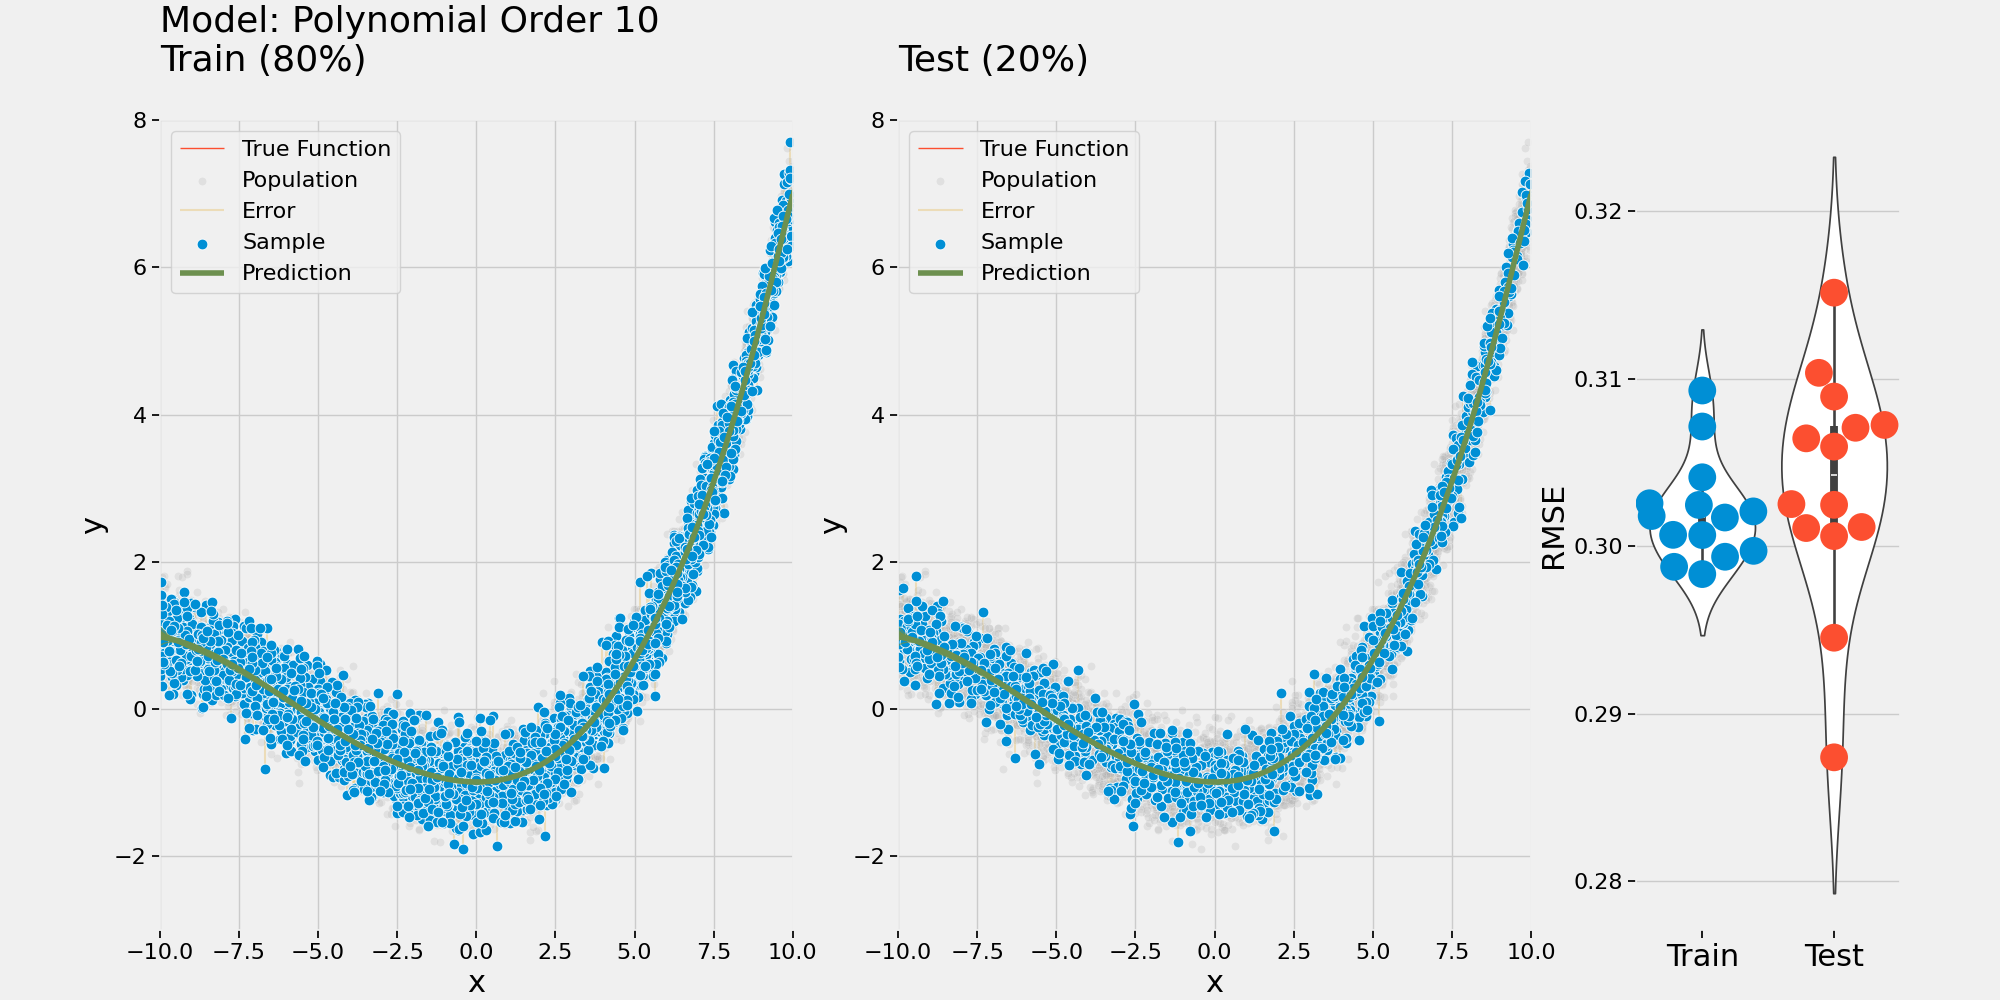 Model: Polynomial Order 10
Train (80%)
8
6
4
2
0
−2
y
True Function
Population
Error
Sample
Prediction
−10.0 −7.5 −5.0 −2.5 0.0 2.5 5.0 7.5 10.0
x
Test (20%)
8
6
4
2
0
−2
y
True Function
Population
Error
Sample
Prediction
−10.0 −7.5 −5.0 −2.5 0.0 2.5 5.0 7.5 10.0
x
0.32
0.31
0.30
0.29
0.28
RMSE
Train Test